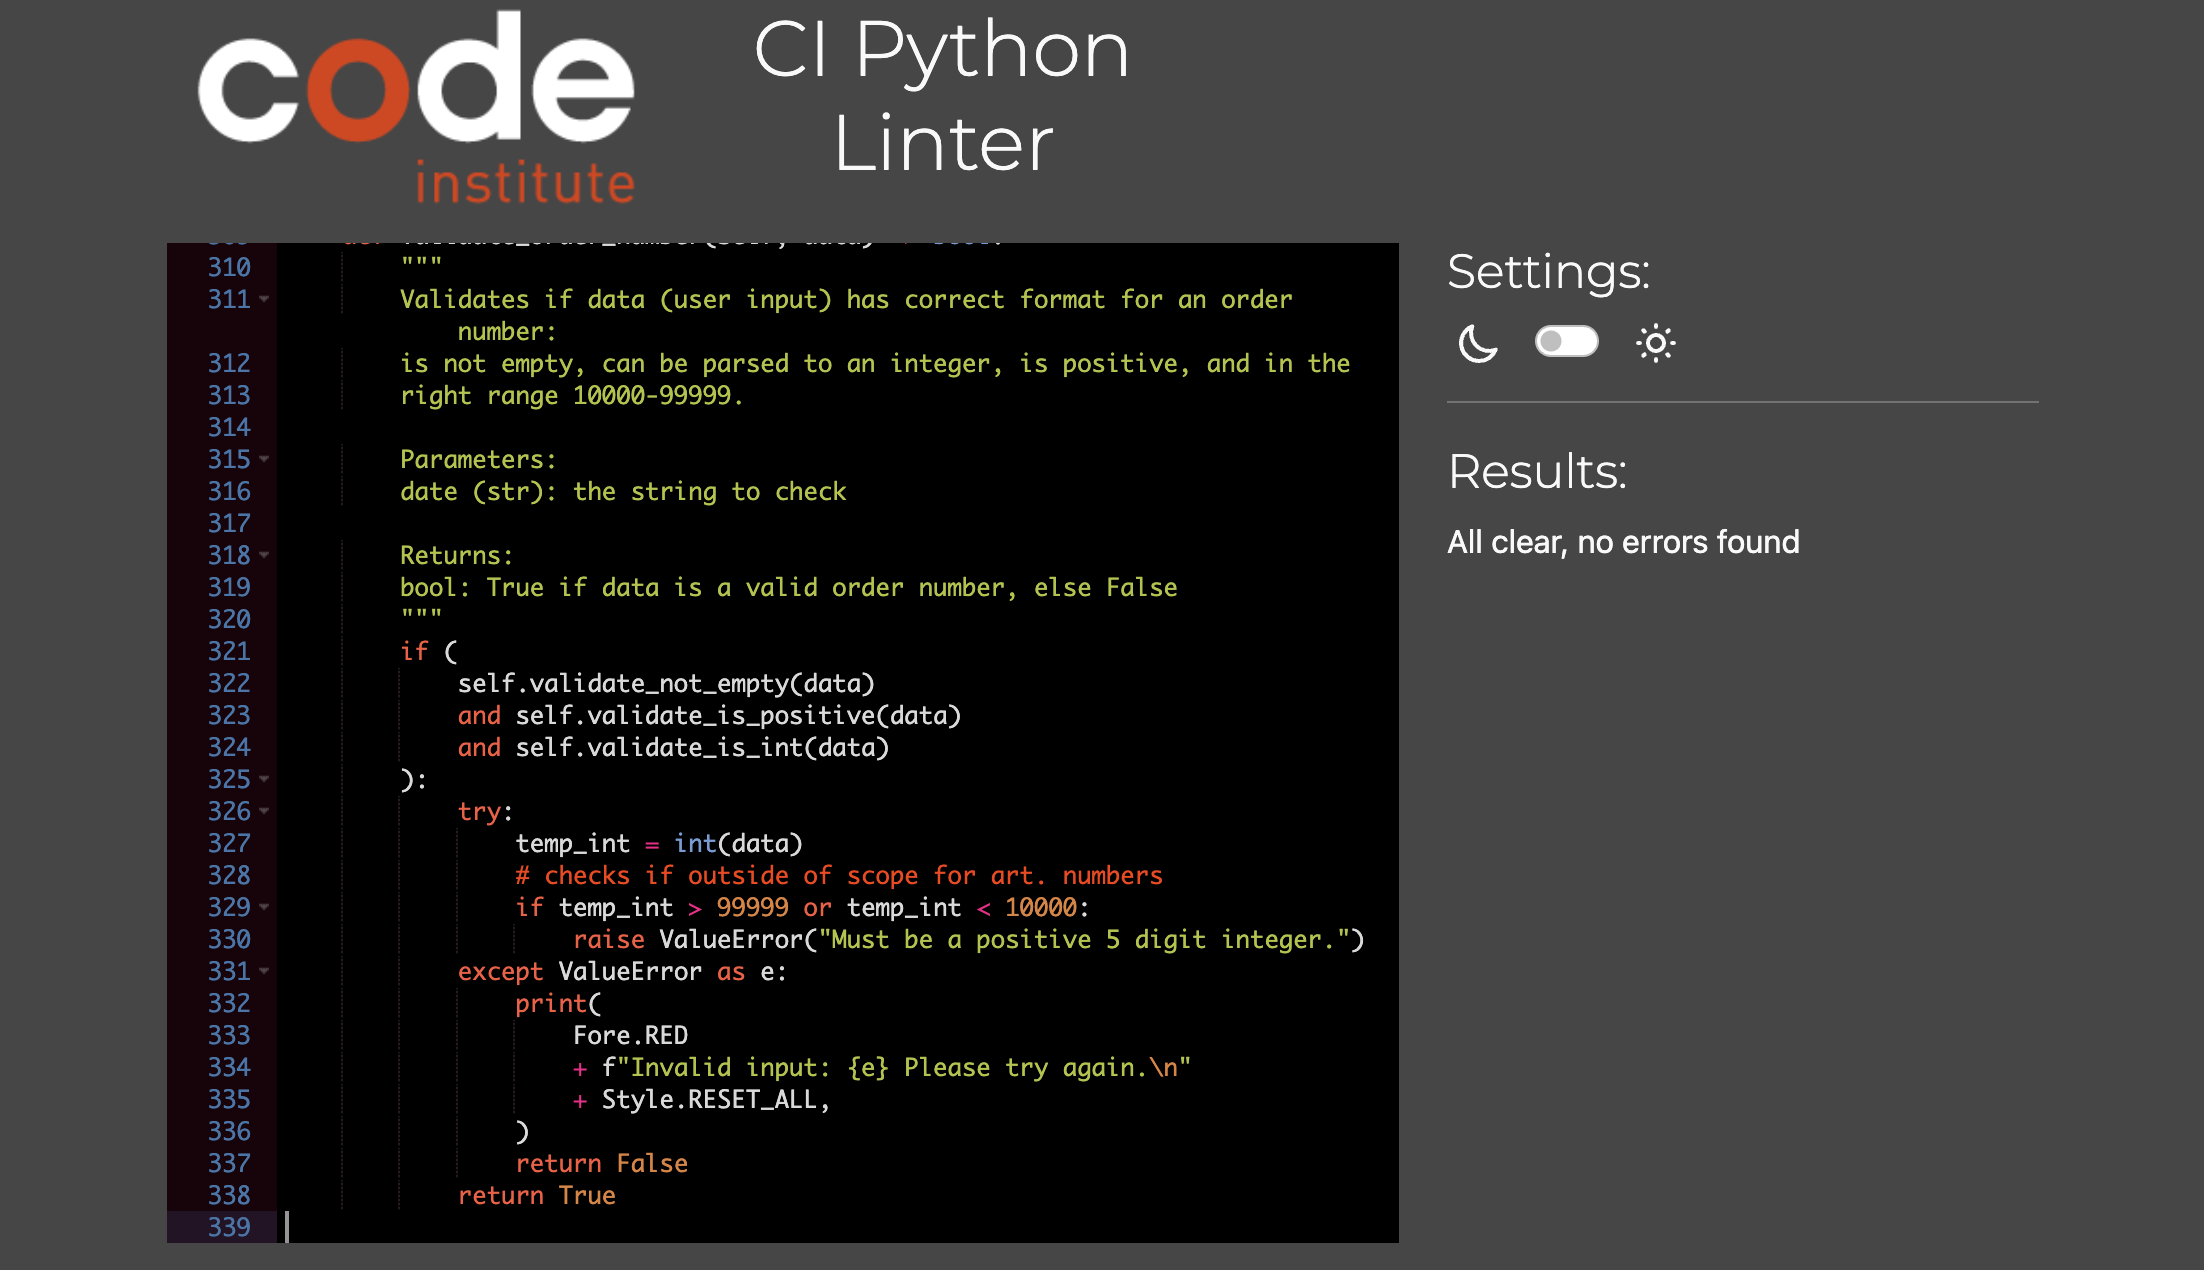 code
institute
CI Python
Linter
310 """
311 Validates if data (user input) has correct format for an order
number:
312 is not empty, can be parsed to an integer, is positive, and in the
313 right range 10000-99999.
314
315 Parameters:
316 date (str): the string to check
317
318 Returns:
319 bool: True if data is a valid order number, else False
320 """
321 if (
322 self.validate_not_empty(data)
323 and self.validate_is_positive(data)
324 and self.validate_is_int(data)
325 ):
326 try:
327 temp_int = int(data)
328 # checks if outside of scope for art. numbers
329 if temp_int > 99999 or temp_int < 10000:
330 raise ValueError("Must be a positive 5 digit integer.")
331 except ValueError as e:
332 print(
333 Fore.RED
334 + f"Invalid input: {e} Please try again.\n"
335 + Style.RESET_ALL,
336 )
337 return False
338 return True
339
Settings:
Results:
All clear, no errors found